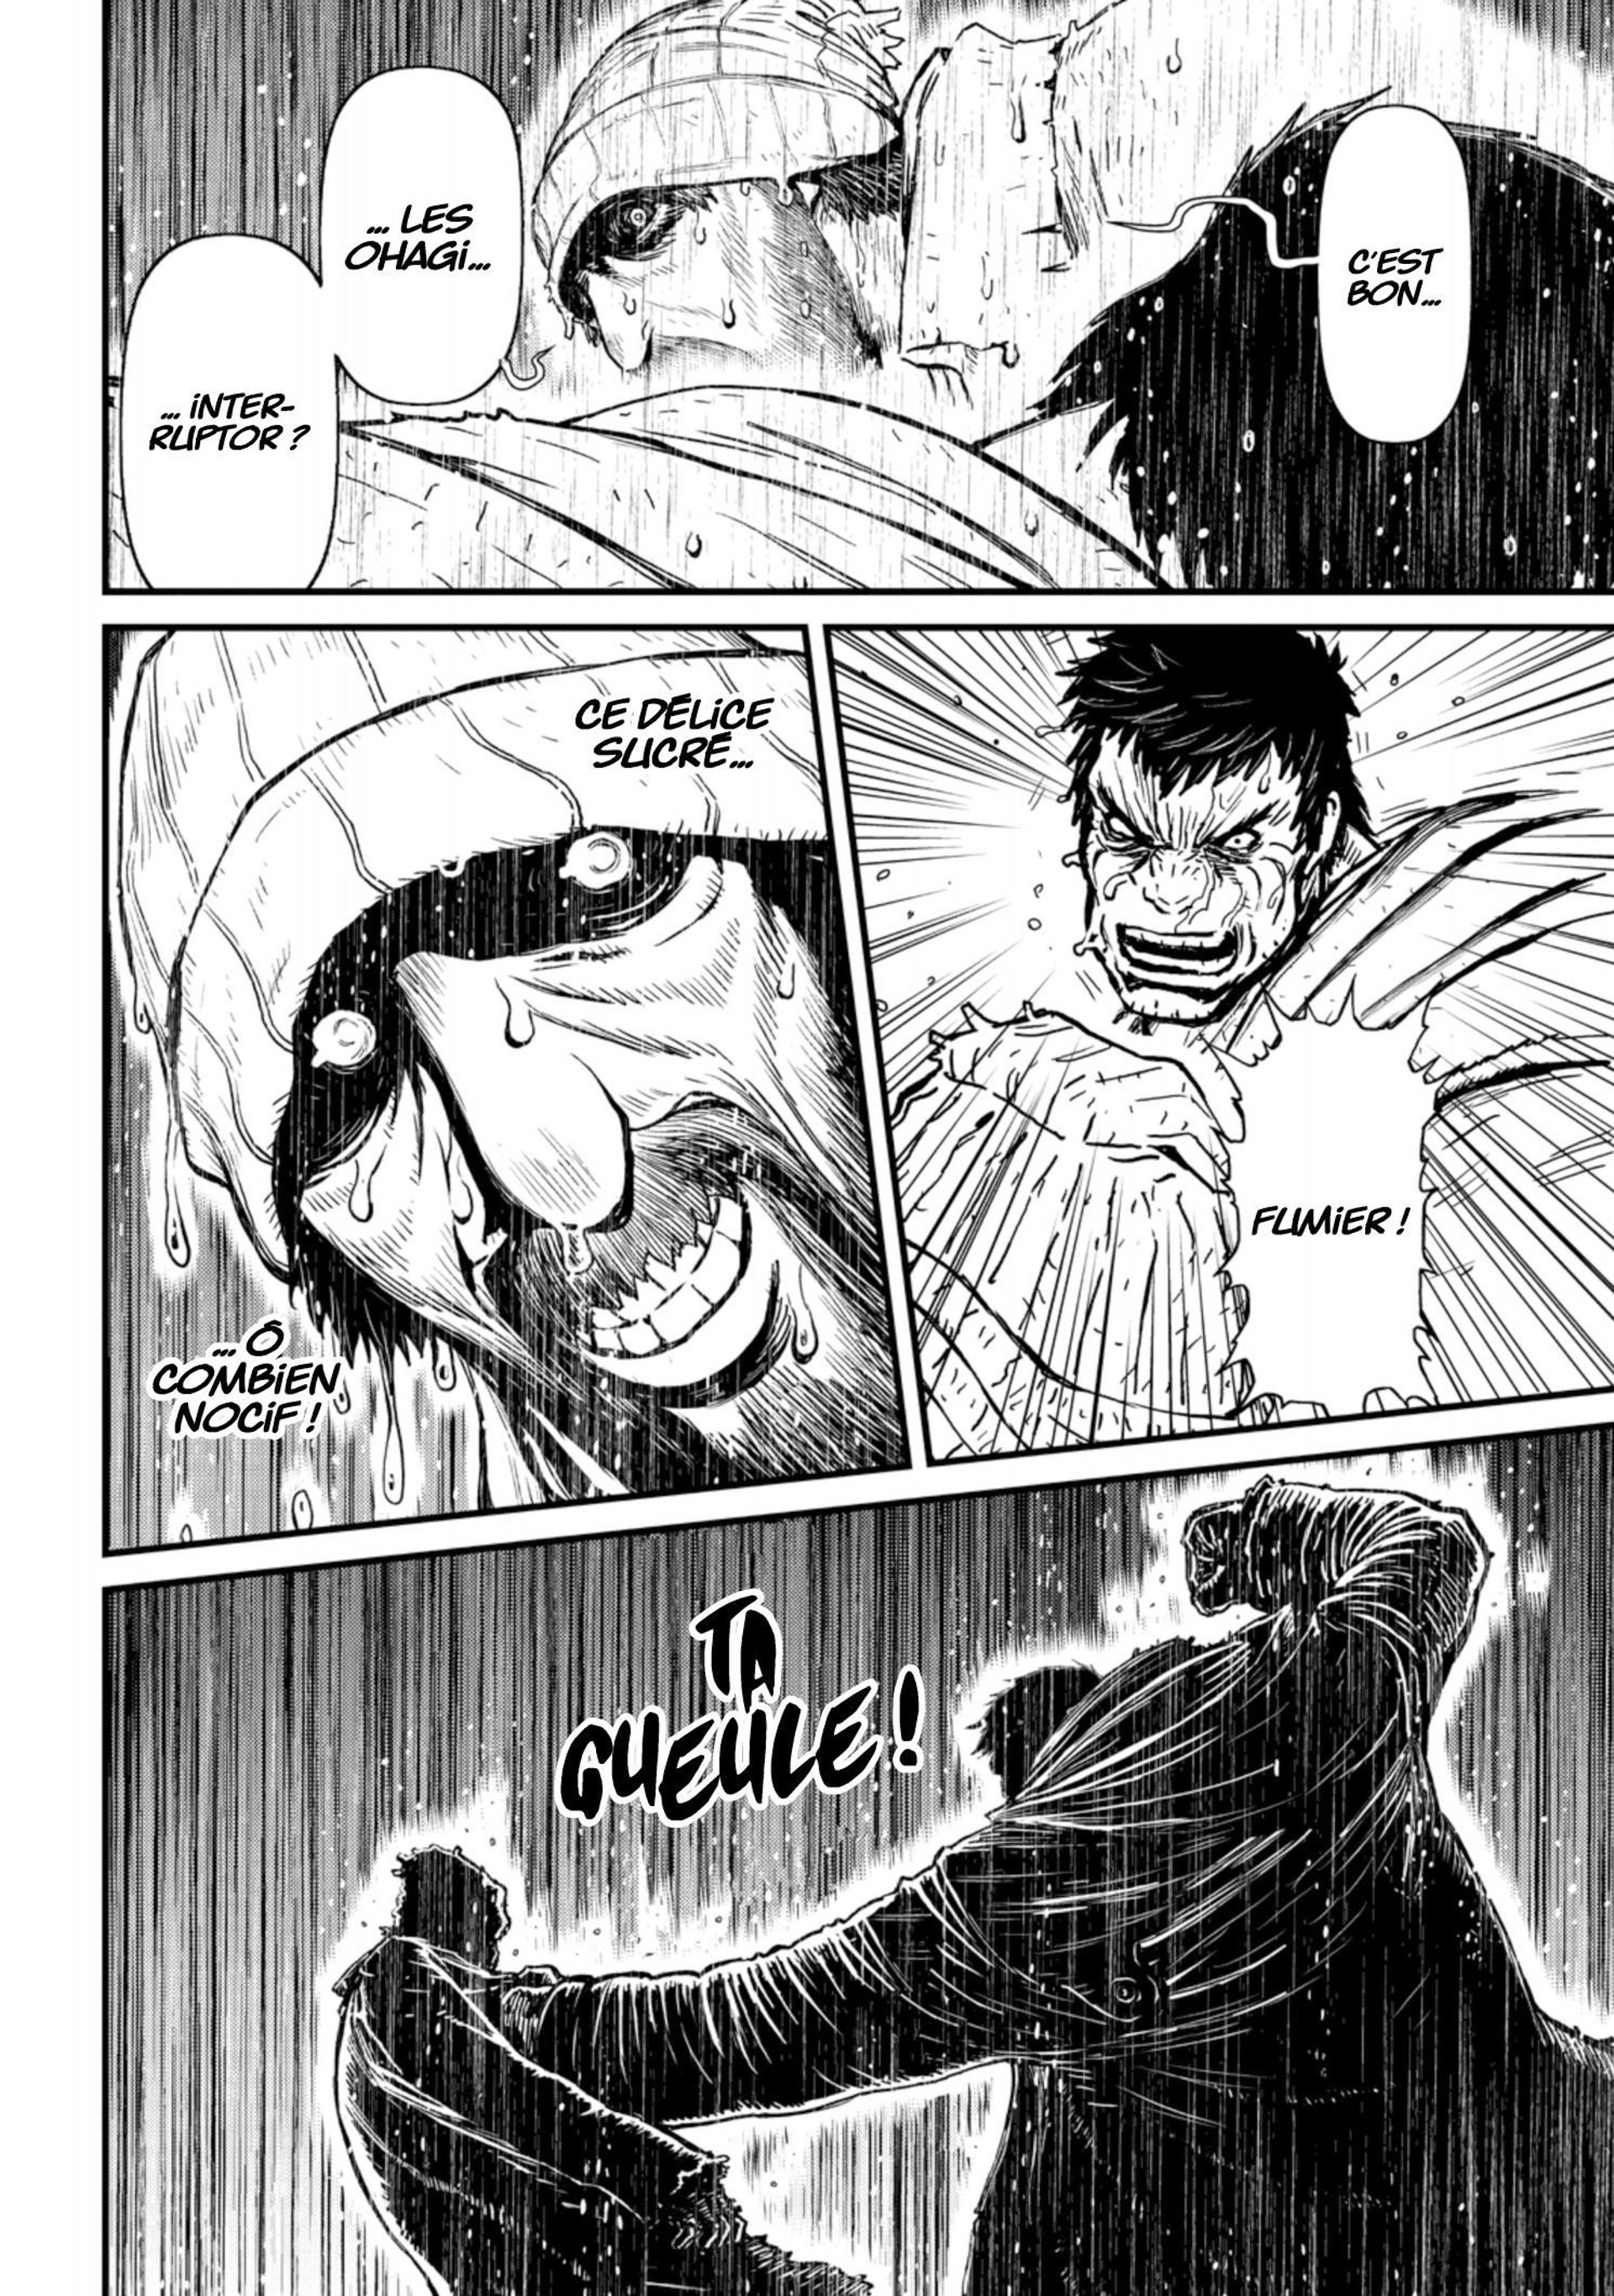 C'EST
BON...
... LES
OHAGI...
... INTER-
RUPTOR ?
FUMIER !
CE DÉLICE
SUCRÉ...
... Ô
COMBIEN
NOCIF !
TA
GUEULE !